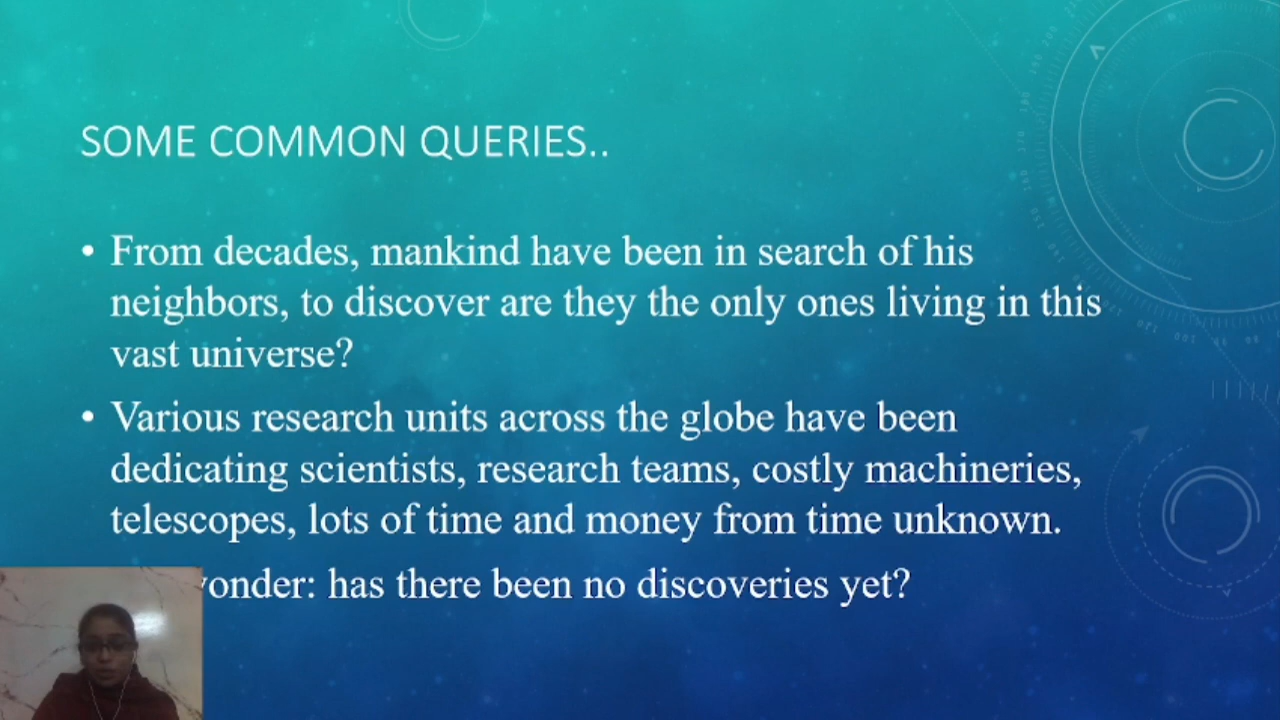 SOME COMMON QUERIES..
• From decades, mankind have been in search of his
neighbors, to discover are they the only ones living in this
vast universe?
• Various research units across the globe have been
dedicating scientists, research teams, costly machineries,
telescopes, lots of time and money from time unknown.
has there been no discoveries yet?